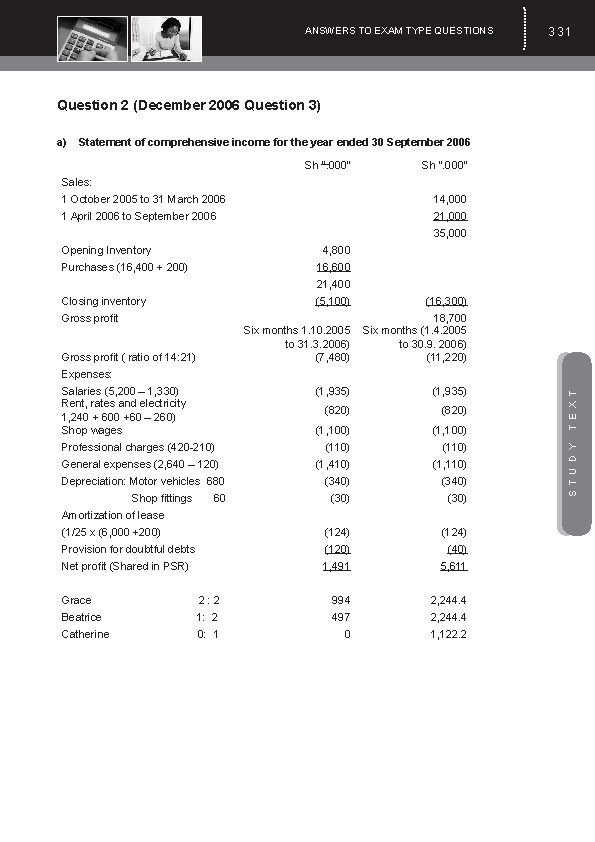 ANSWERS TO EXAM TYPE QUESTIONS 331
Question 2 (December 2006 Question 3)
a) Statement of comprehensive income for the year ended 30 September 2006
Sh “.000” Sh “.000”
Sales:
1 October 2005 to 31 March 2006 14,000
1 April 2006 to September 2006 21,000
35,000
Opening Inventory 4,800
Purchases (16,400 + 200) 16,600
21,400
Closing inventory (5,100) (16,300)
Gross profit 18,700
Six months 1.10.2005 Six months (1.4.2005
to 31.3.2006) to 30.9. 2006)
Gross profit ( ratio of 14:21) (7,480) (11,220)
Expenses:
Salaries (5,200 – 1,330) (1,935) (1,935)
Rent, rates and electricity
1,240 + 600 +60 – 260) (820) (820)
Shop wages (1,100) (1,100)
Professional charges (420-210) (110) (110)
General expenses (2,640 – 120) (1,410) (1,110)
Depreciation: Motor vehicles 680 (340) (340)
Shop fittings 60 (30) (30)
Amortization of lease
(1/25 x (6,000 +200) (124) (124)
Provision for doubtful debts (120) (40)
Net profit (Shared in PSR) 1,491 5,611
Grace 2 : 2 994 2,244.4
Beatrice 1: 2 497 2,244.4
Catherine 0: 1 0 1,122.2
STUDY TEXT